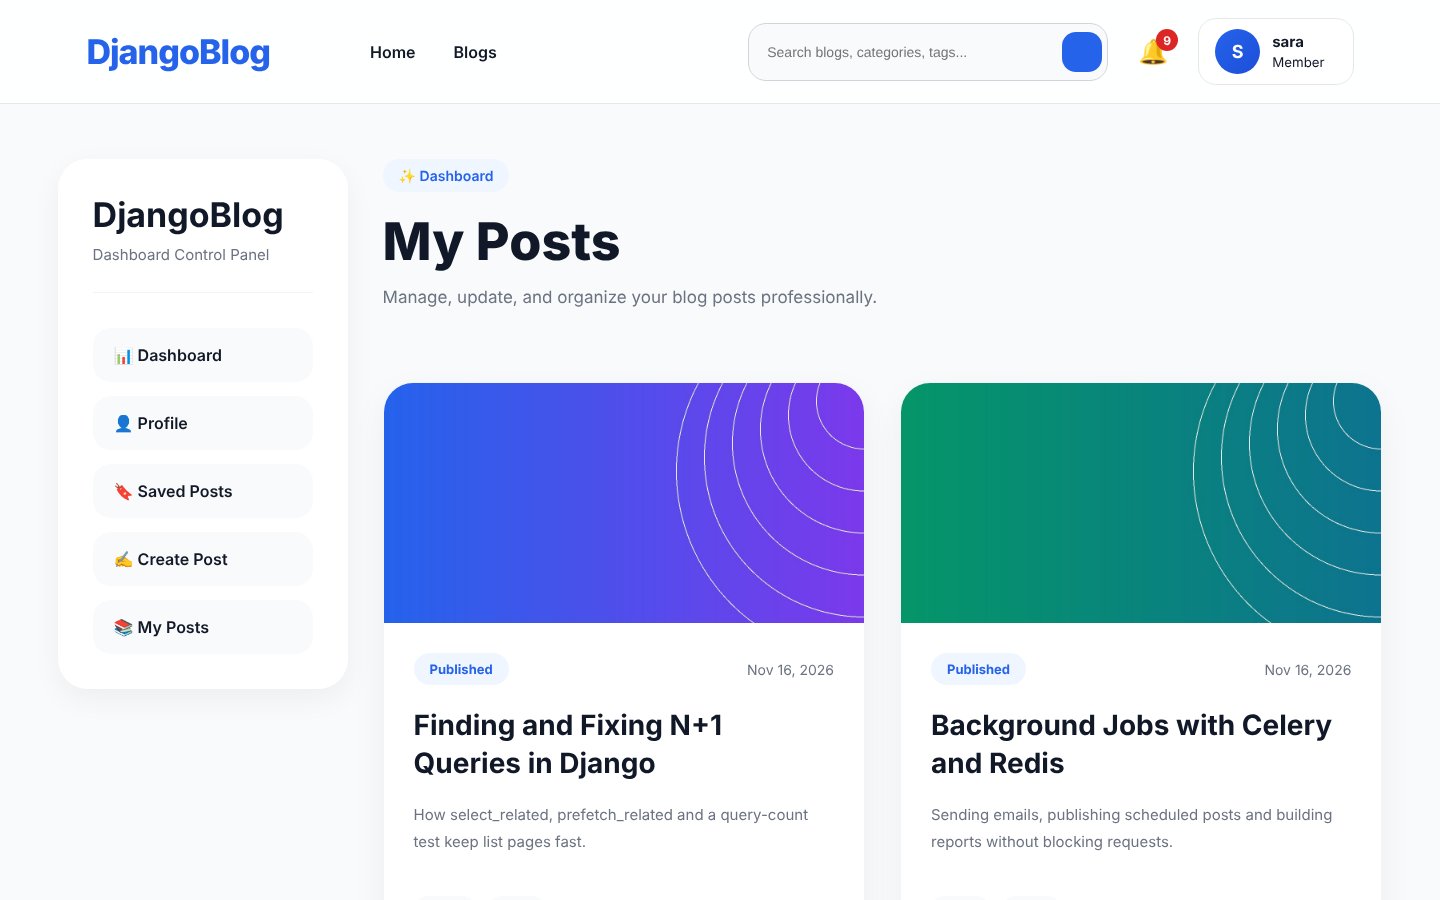 DjangoBlog
Home
Blogs
Search blogs, categories, tags...
9
S
sara
Member
DjangoBlog
Dashboard Control Panel
Dashboard
Profile
Saved Posts
Create Post
My Posts
Dashboard
My Posts
Manage, update, and organize your blog posts professionally.
Published
Nov 16, 2026
Finding and Fixing N+1
Queries in Django
How select_related, prefetch_related and a query-count
test keep list pages fast.
Published
Nov 16, 2026
Background Jobs with Celery
and Redis
Sending emails, publishing scheduled posts and building
reports without blocking requests.